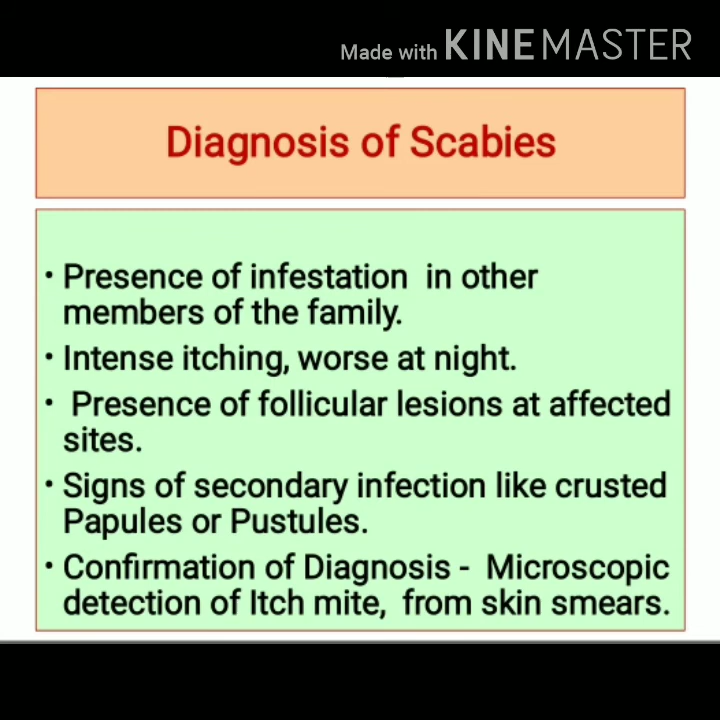 Made with KINEMASTER
Diagnosis of Scabies
• Presence of infestation in other
members of the family.
• Intense itching, worse at night.
• Presence of follicular lesions at affected
sites.
• Signs of secondary infection like crusted
Papules or Pustules.
• Confirmation of Diagnosis - Microscopic
detection of Itch mite, from skin smears.